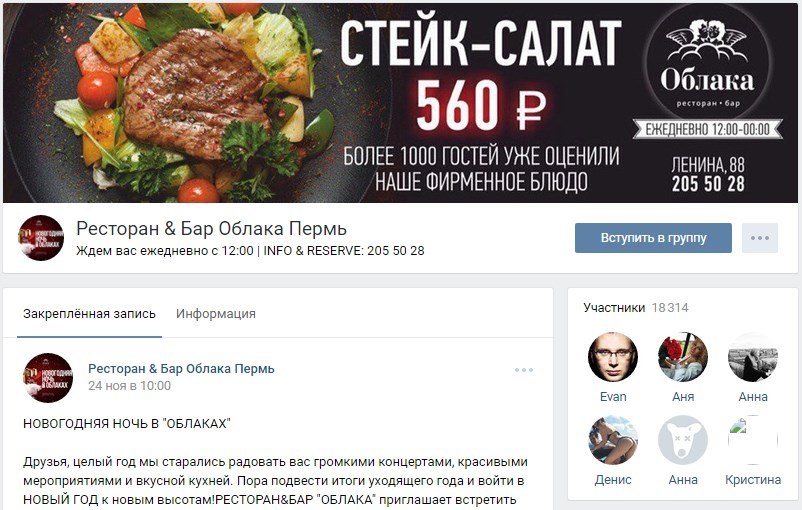 СТЕЙК-САЛАТ
560 ₽
БОЛЕЕ 1000 ГОСТЕЙ УЖЕ ОЦЕНИЛИ
НАШЕ ФИРМЕННОЕ БЛЮДО
Облака
ресторан • бар
ЕЖЕДНЕВНО 12:00-00:00
ЛЕНИНА, 88
205 50 28
Ресторан & Бар Облака Пермь
Ждем вас ежедневно с 12:00 | INFO & RESERVE: 205 50 28
Вступить в группу
Закреплённая запись
Информация
Ресторан & Бар Облака Пермь
24 ноя в 10:00
НОВОГОДНЯЯ НОЧЬ В "ОБЛАКАХ"
Друзья, целый год мы старались радовать вас громкими концертами, красивыми
мероприятиями и вкусной кухней. Пора подвести итоги уходящего года и войти в
НОВЫЙ ГОД к новым высотам!РЕСТОРАН&БАР "ОБЛАКА" приглашает встретить
Участники 18 314
Evan
Аня
Анна
Денис
Анна
Кристина